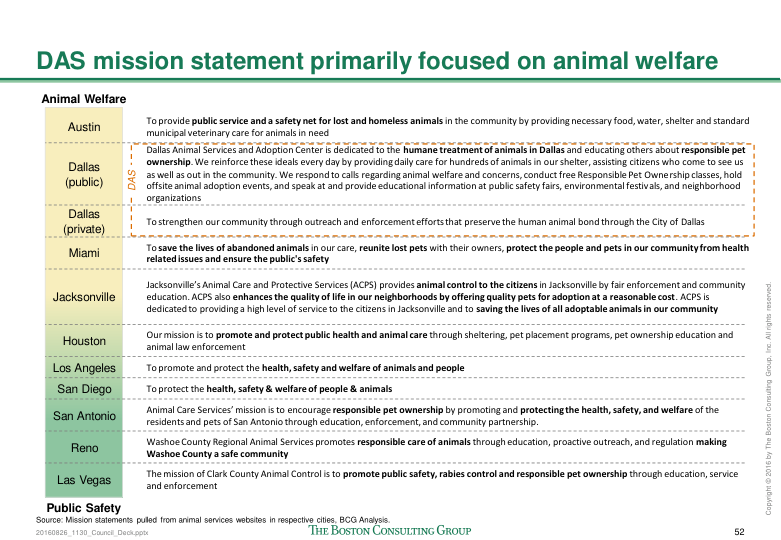 DAS mission statement primarily focused on animal welfare
Animal Welfare
Austin
To provide public service and a safety net for lost and homeless animals in the community by providing necessary food, water, shelter and standard
municipal veterinary care for animals in need
DAS
Dallas
(public)
Dallas Animal Services and Adoption Center is dedicated to the humane treatment of animals in Dallas and educating others about responsible pet
ownership. We reinforce these ideals every day by providing daily care for hundreds of animals in our shelter, assisting citizens who come to see us
as well as out in the community. We respond to calls regarding animal welfare and concerns, conduct free Responsible Pet Ownership classes, hold
offsite animal adoption events, and speak at and provide educational information at public safety fairs, environmental festivals, and neighborhood
organizations
Dallas
(private)
To strengthen our community through outreach and enforcement efforts that preserve the human animal bond through the City of Dallas
Miami
To save the lives of abandoned animals in our care, reunite lost pets with their owners, protect the people and pets in our community from health
related issues and ensure the public's safety
Jacksonville
Jacksonville's Animal Care and Protective Services (ACPS) provides animal control to the citizens in Jacksonville by fair enforcement and community
education. ACPS also enhances the quality of life in our neighborhoods by offering quality pets for adoption at a reasonable cost. ACPS is
dedicated to providing a high level of service to the citizens in Jacksonville and to saving the lives of all adoptable animals in our community
Houston
Our mission is to promote and protect public health and animal care through sheltering, pet placement programs, pet ownership education and
animal law enforcement
Los Angeles
To promote and protect the health, safety and welfare of animals and people
San Diego
To protect the health, safety & welfare of people & animals
San Antonio
Animal Care Services' mission is to encourage responsible pet ownership by promoting and protecting the health, safety, and welfare of the
residents and pets of San Antonio through education, enforcement, and community partnership.
Reno
Washoe County Regional Animal Services promotes responsible care of animals through education, proactive outreach, and regulation making
Washoe County a safe community
Las Vegas
The mission of Clark County Animal Control is to promote public safety, rabies control and responsible pet ownership through education, service
and enforcement
Public Safety
Source: Mission statements pulled from animal services websites in respective cities, BCG Analysis.
20160826_1130_Council_Deck.pptx
THE BOSTON CONSULTING GROUP
52
Copyright © 2016 by The Boston Consulting Group, Inc. All rights reserved.